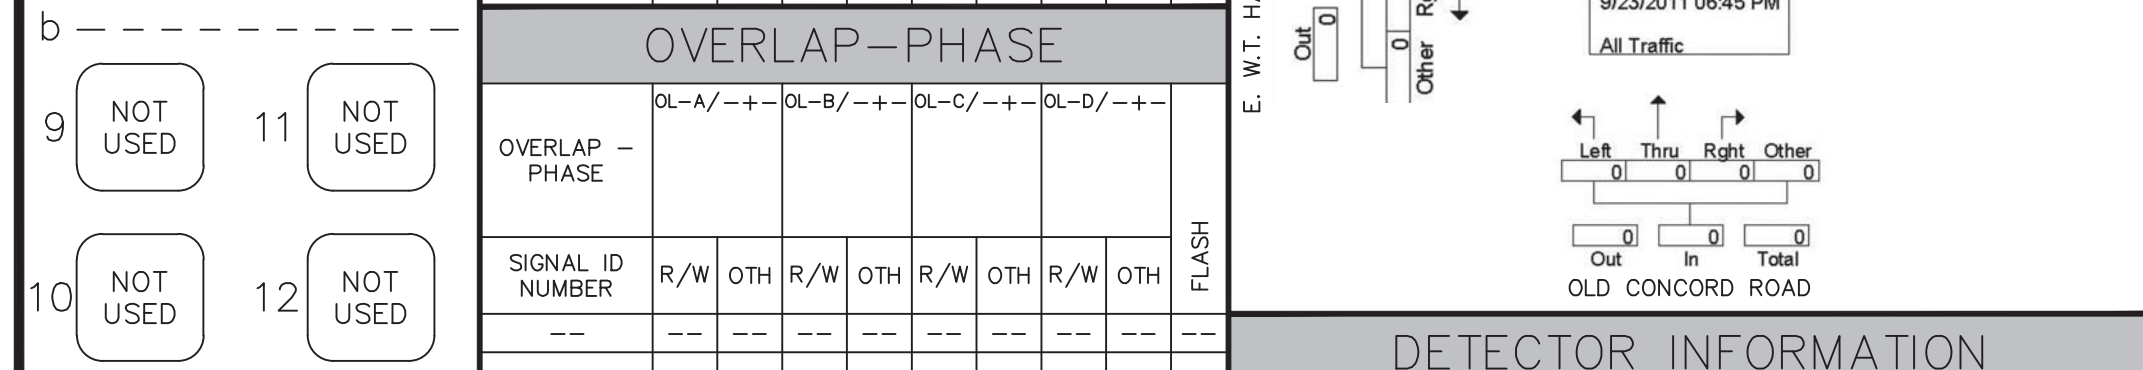 b
9 NOT USED 11 NOT USED
10 NOT USED 12 NOT USED
OVERLAP-PHASE
OVERLAP - PHASE
OL-A/-+- OL-B/-+- OL-C/-+- OL-D/-+-
FLASH
SIGNAL ID NUMBER R/W OTH R/W OTH R/W OTH R/W OTH
-- -- -- -- -- -- -- -- -- --
E. W.T.
Out 0
0 Other
9/23/2011 06:45 PM
All Traffic
Left Thru Rght Other
0 0 0 0
0 0 0
Out In Total
OLD CONCORD ROAD
DETECTOR INFORMATION